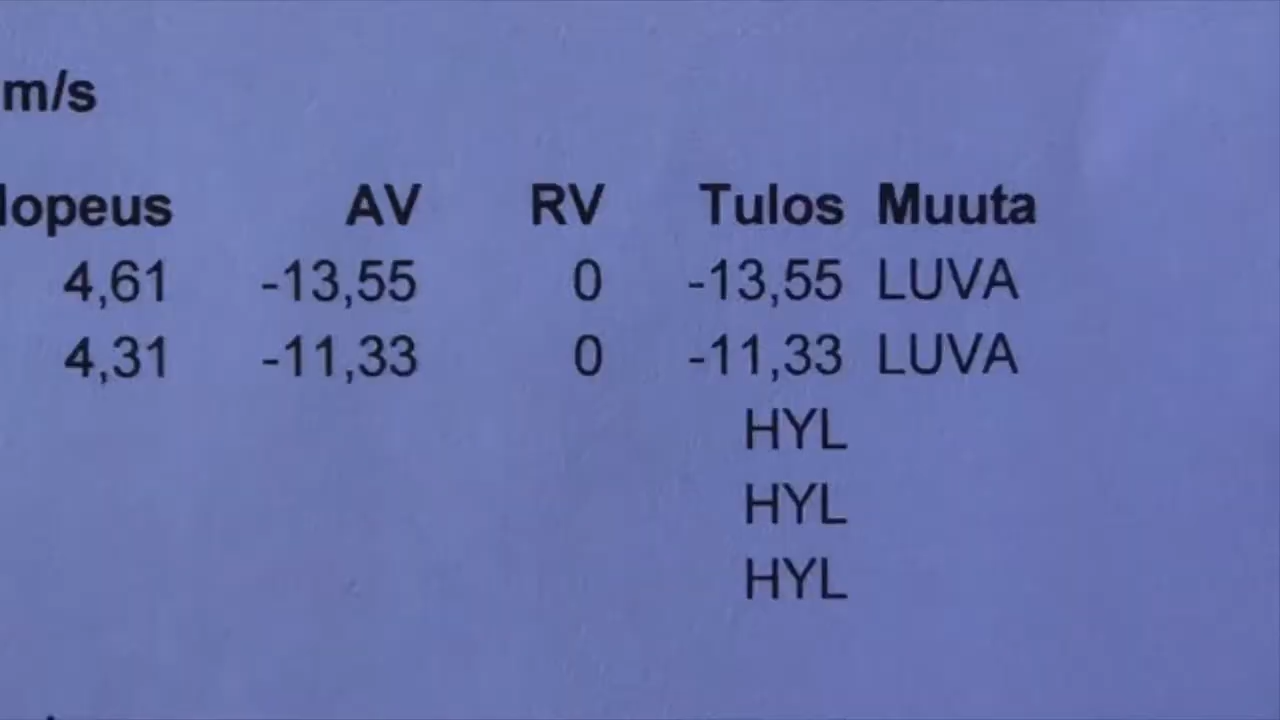 m/s
lopeus AV RV Tulos Muuta
4,61 -13,55 0 -13,55 LUVA
4,31 -11,33 0 -11,33 LUVA
HYL
HYL
HYL